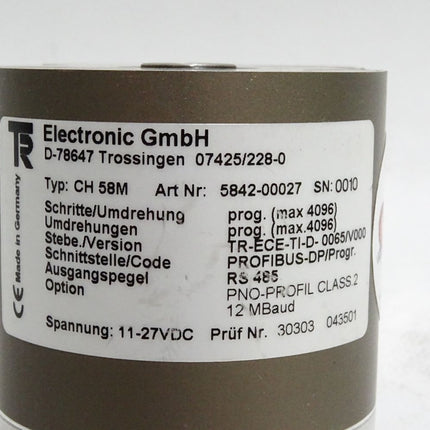 TR Electronic GmbH
D-78647 Trossingen 07425/228-0
Typ: CH 58M Art Nr: 5842-00027 SN: 0010
Schritte/Umdrehung prog. (max 4096)
Umdrehungen prog. (max 4096)
Stebe./Version TR-ECE-TI-D- 0065/V000
Schnittstelle/Code PROFIBUS-DP/Progr.
Ausgangspegel RS 485
Option PNO-PROFIL CLASS.2
12 MBaud
Spannung: 11-27VDC Prüf Nr. 30303 043501
CE Made in Germany